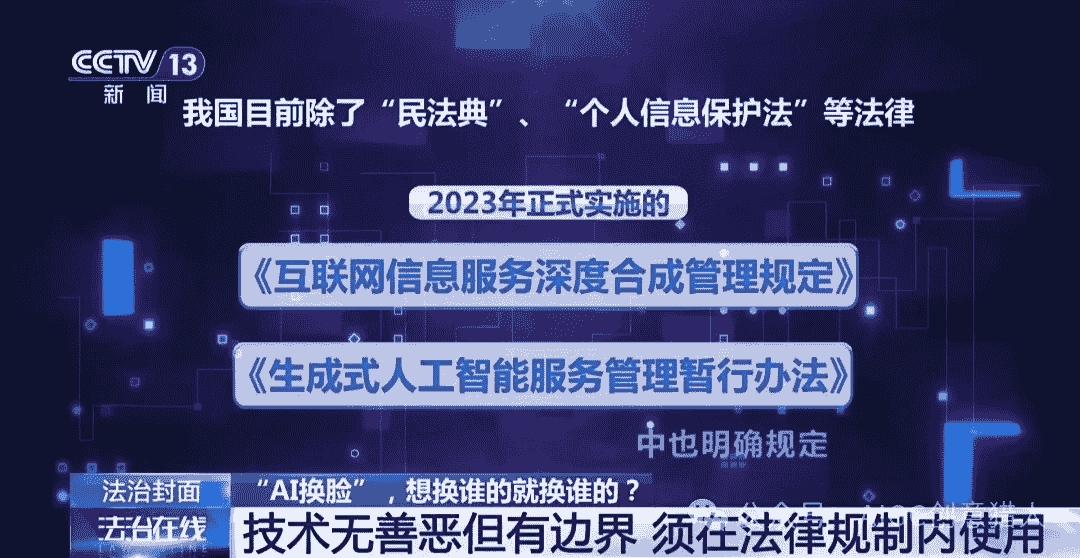 CCTV 13
新闻
我国目前除了“民法典”、“个人信息保护法”等法律
2023年正式实施的
《互联网信息服务深度合成管理规定》
《生成式人工智能服务管理暂行办法》
中也明确规定
法治封面
“AI换脸”，想换谁的就换谁的？
法治在线
技术无善恶但有边界 须在法律规制内使用